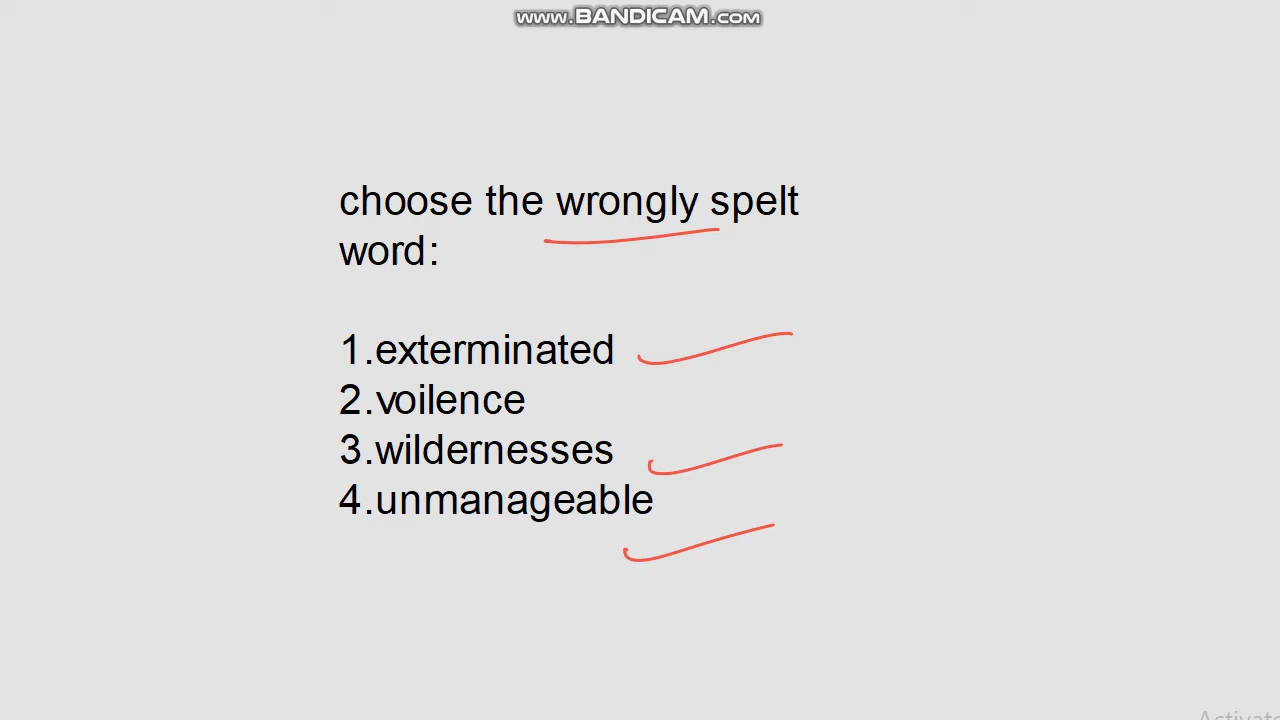 www.BANDICAM.com
choose the wrongly spelt
word:
1.exterminated
2.voilence
3.wildernesses
4.unmanageable